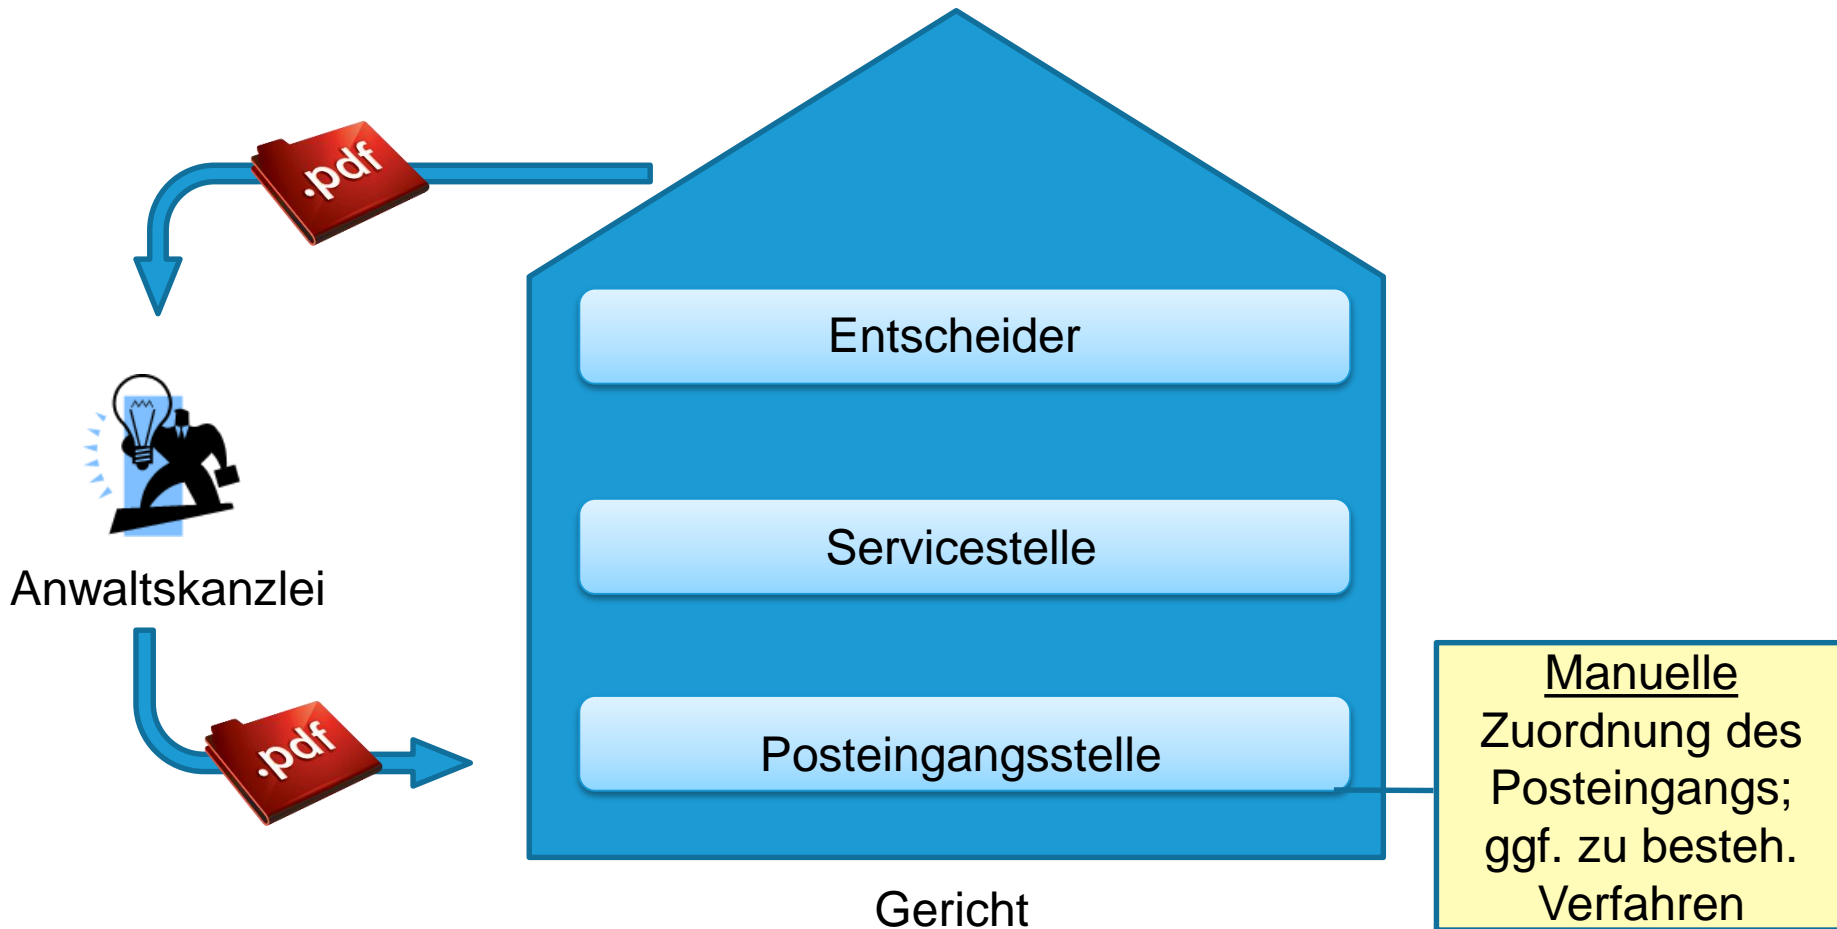 .pdf
Entscheider
Servicestelle
Anwaltskanzlei
.pdf
Posteingangsstelle
Manuelle
Zuordnung des
Posteingangs;
ggf. zu besteh.
Verfahren
Gericht